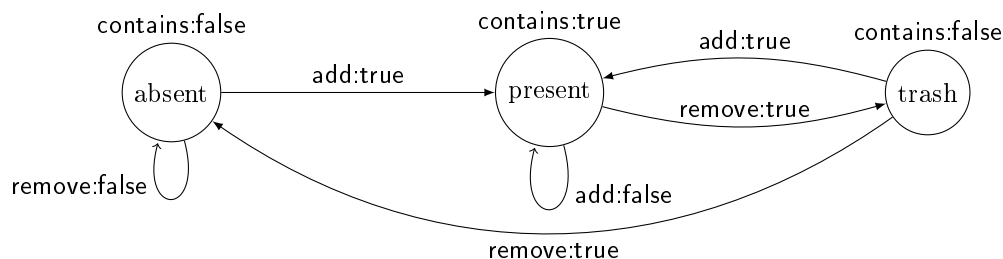 contains:false
contains:true
contains:false
add:true
add:true
absent
present
trash
remove:true
remove:false
add:false
remove:true